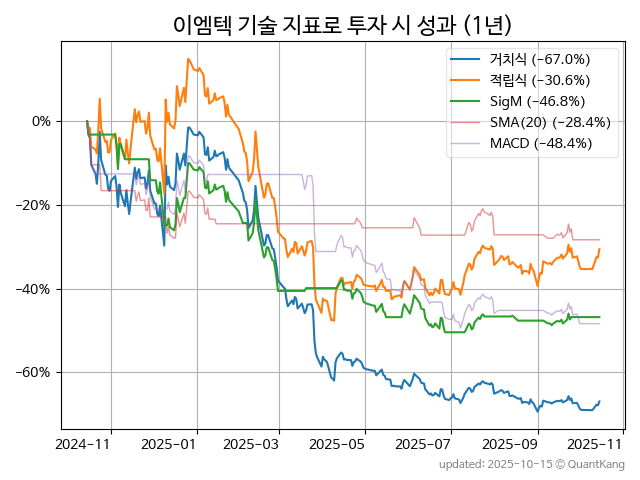 이엠텍 기술 지표로 투자 시 성과 (1년)
거치식 (−67.0%)
적립식 (−30.6%)
SigM (−46.8%)
SMA(20) (−28.4%)
MACD (−48.4%)
0%
−20%
−40%
−60%
2024−11 2025−01 2025−03 2025−05 2025−07 2025−09 2025−11
updated: 2025-10-15 © QuantKang